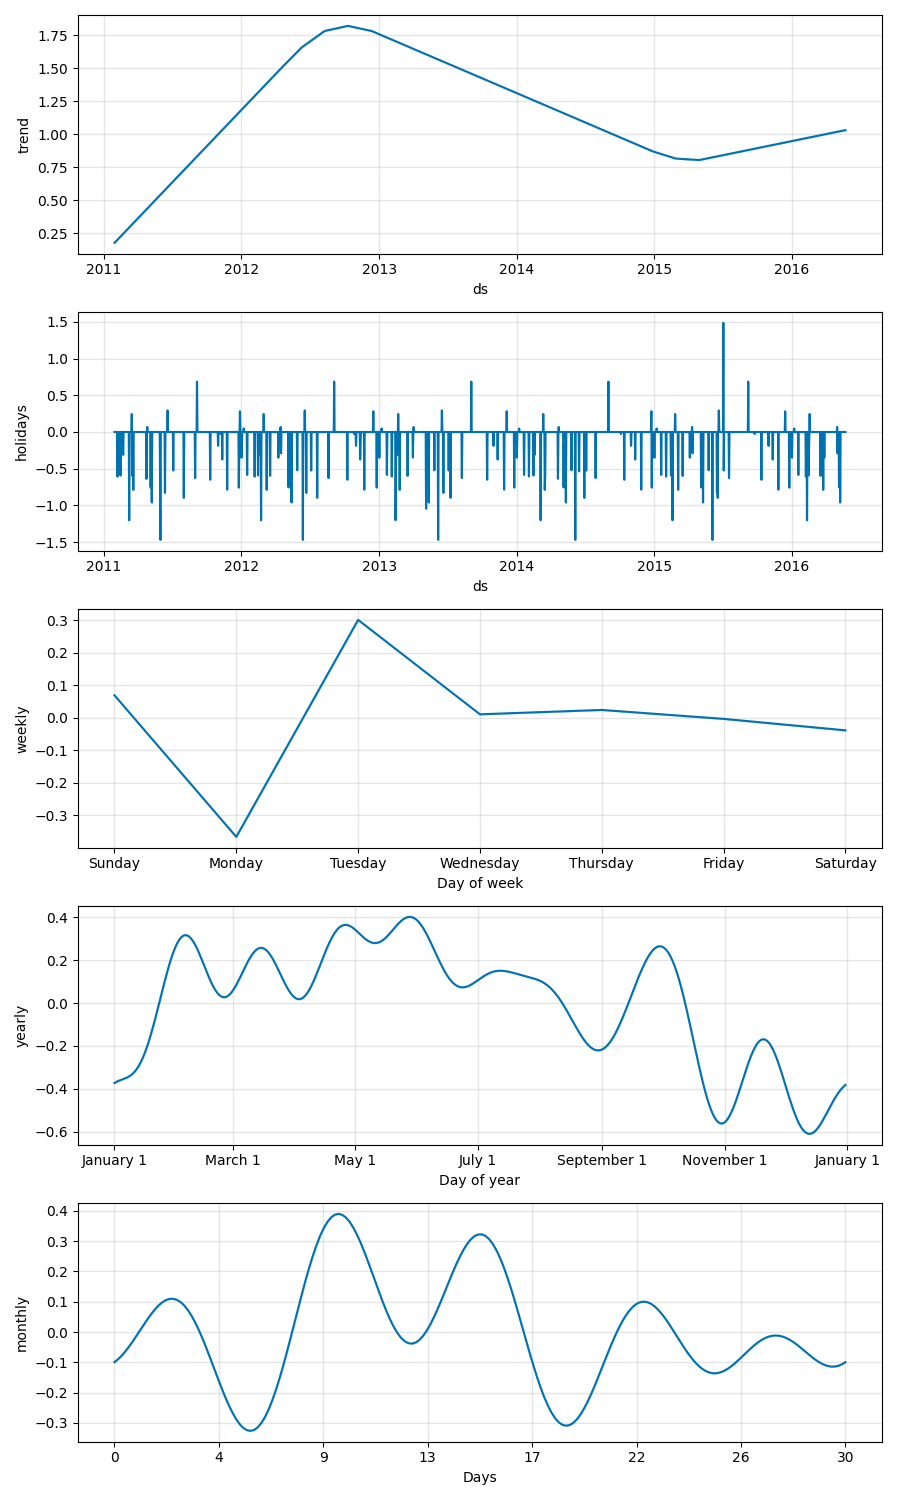 trend
1.75
1.50
1.25
1.00
0.75
0.50
0.25
2011 2012 2013 2014 2015 2016
ds
holidays
1.5
1.0
0.5
0.0
−0.5
−1.0
−1.5
2011 2012 2013 2014 2015 2016
ds
weekly
0.3
0.2
0.1
0.0
−0.1
−0.2
−0.3
Sunday Monday Tuesday Wednesday Thursday Friday Saturday
Day of week
yearly
0.4
0.2
0.0
−0.2
−0.4
−0.6
January 1 March 1 May 1 July 1 September 1 November 1 January 1
Day of year
monthly
0.4
0.3
0.2
0.1
0.0
−0.1
−0.2
−0.3
0 4 9 13 17 22 26 30
Days